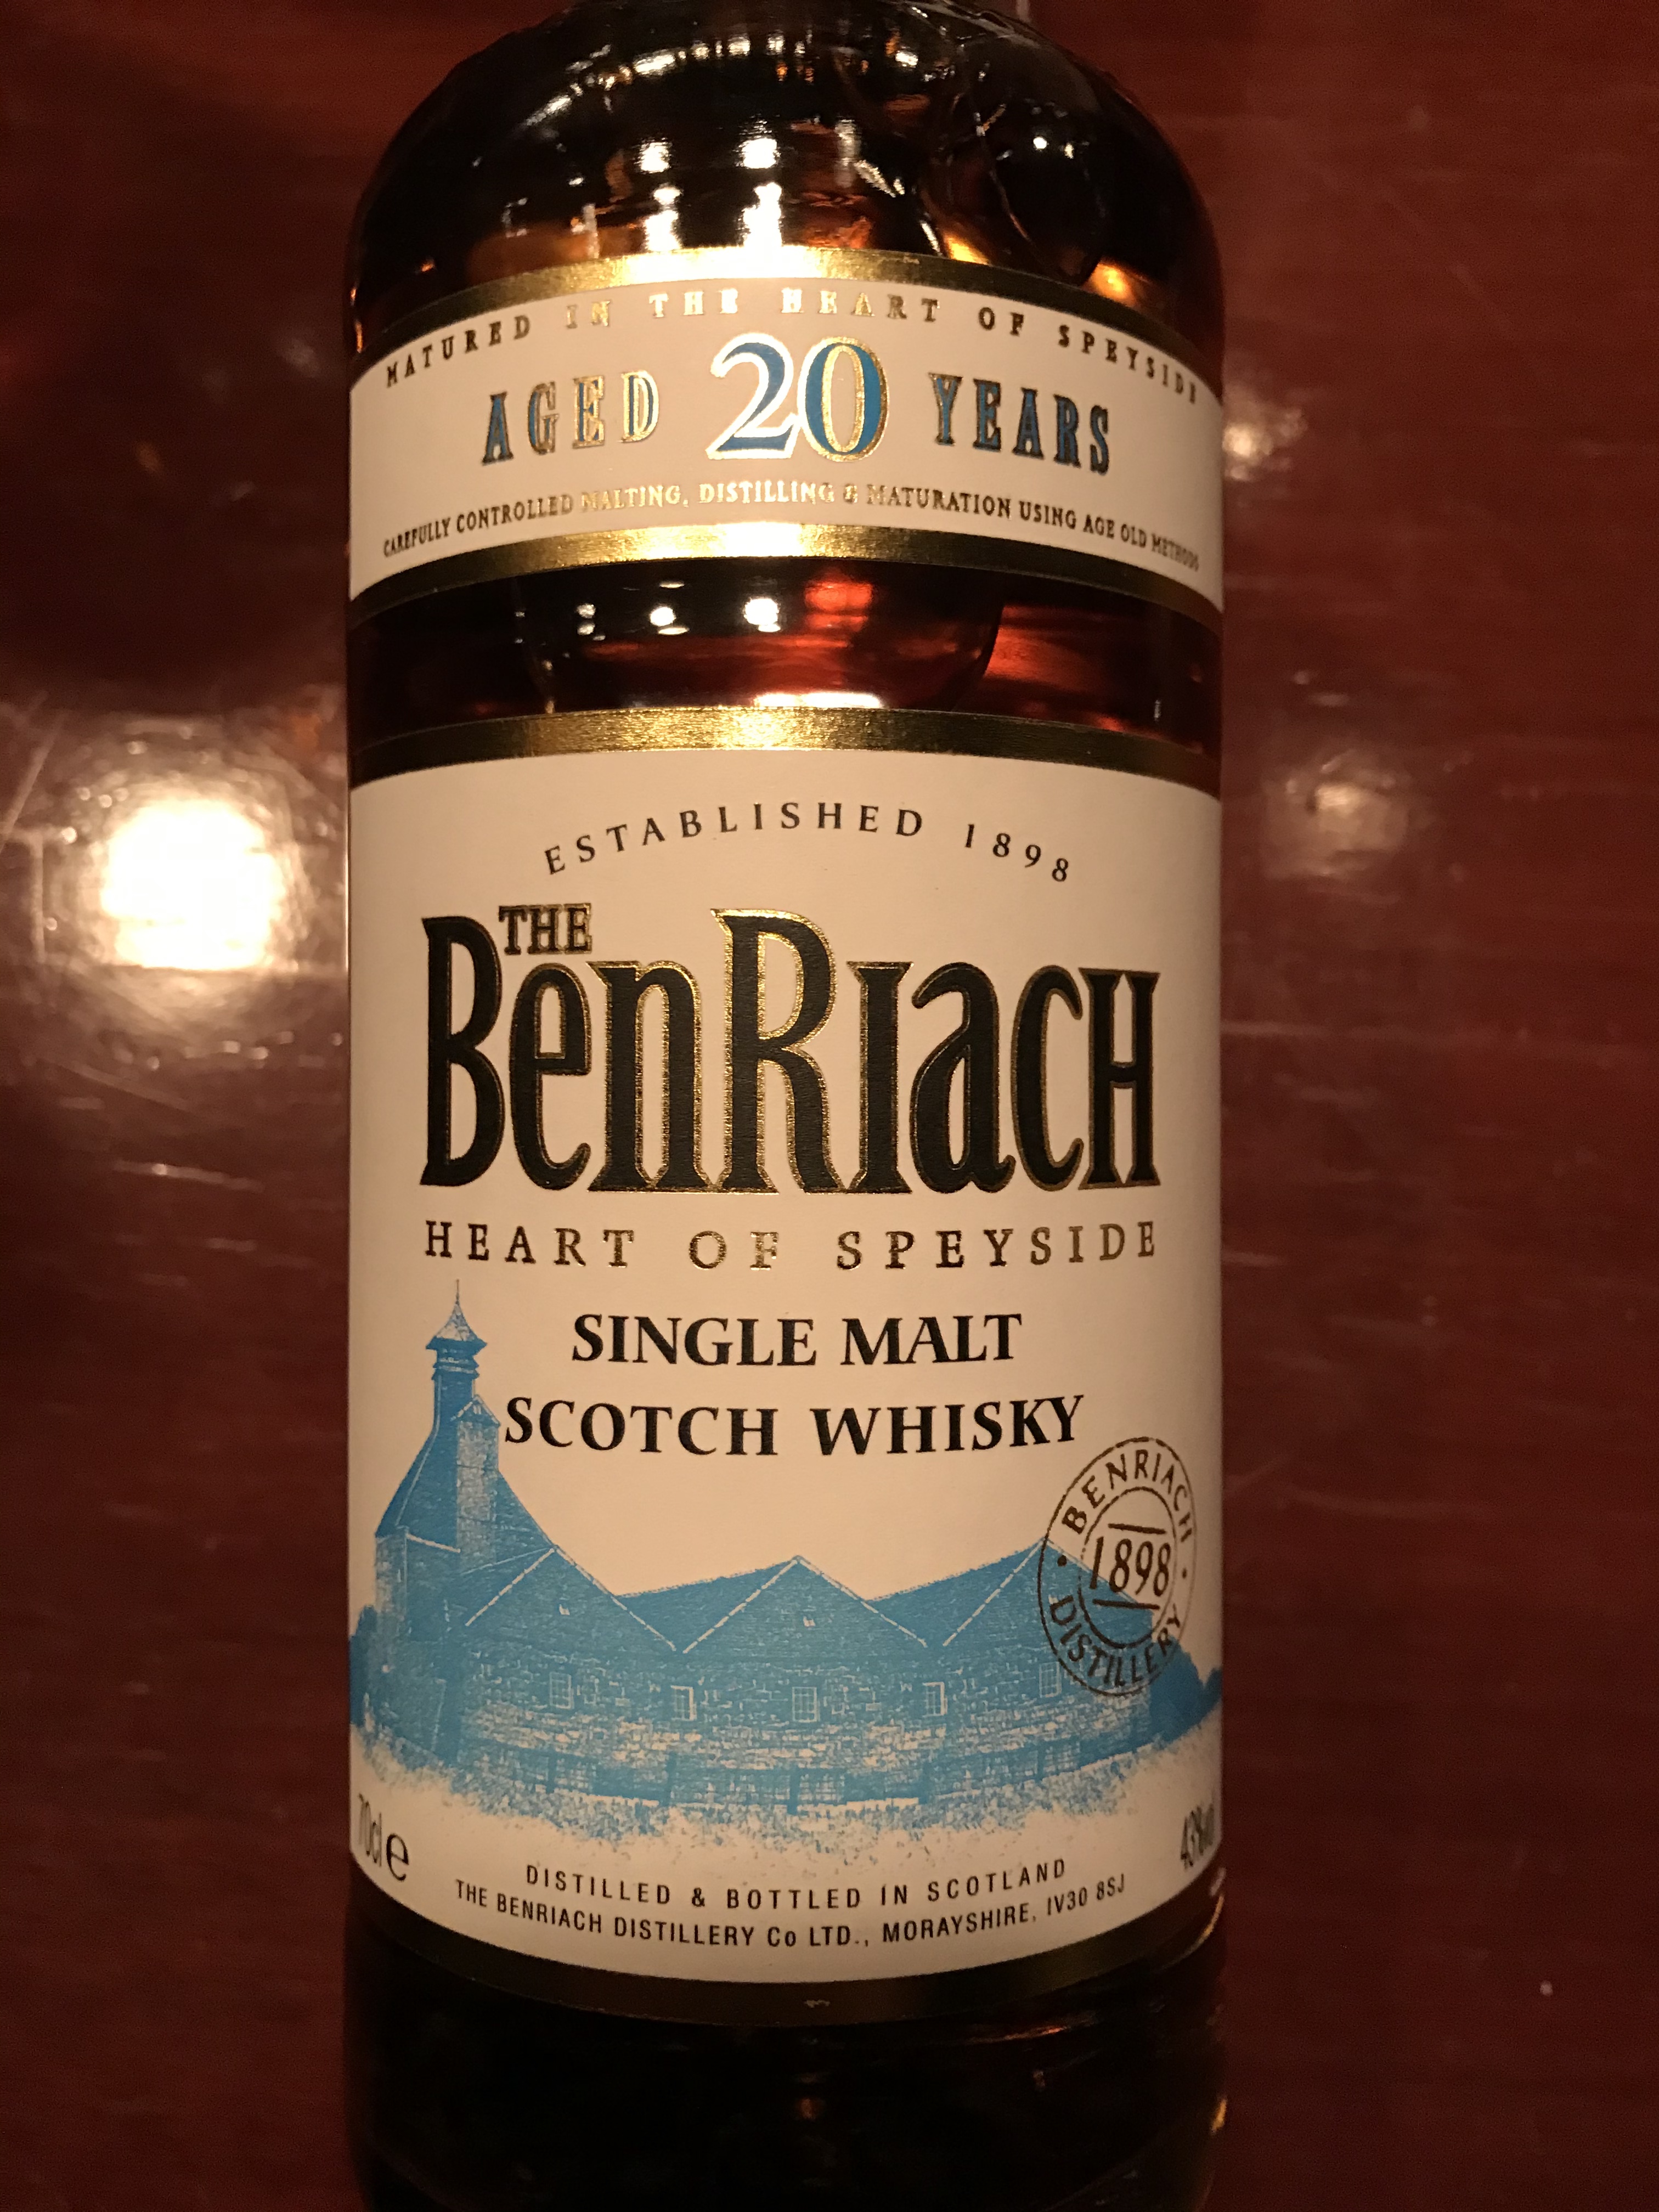 MATURED IN THE HEART OF SPEYSIDE
AGED 20 YEARS
CAREFULLY CONTROLLED MALTING, DISTILLING & MATURATION USING AGE OLD METHODS
ESTABLISHED 1898
THE
BenRiach
HEART OF SPEYSIDE
SINGLE MALT
SCOTCH WHISKY
BENRIACH
1898
DISTILLERY
70cl e
DISTILLED & BOTTLED IN SCOTLAND
THE BENRIACH DISTILLERY Co LTD., MORAYSHIRE, IV30 8SJ